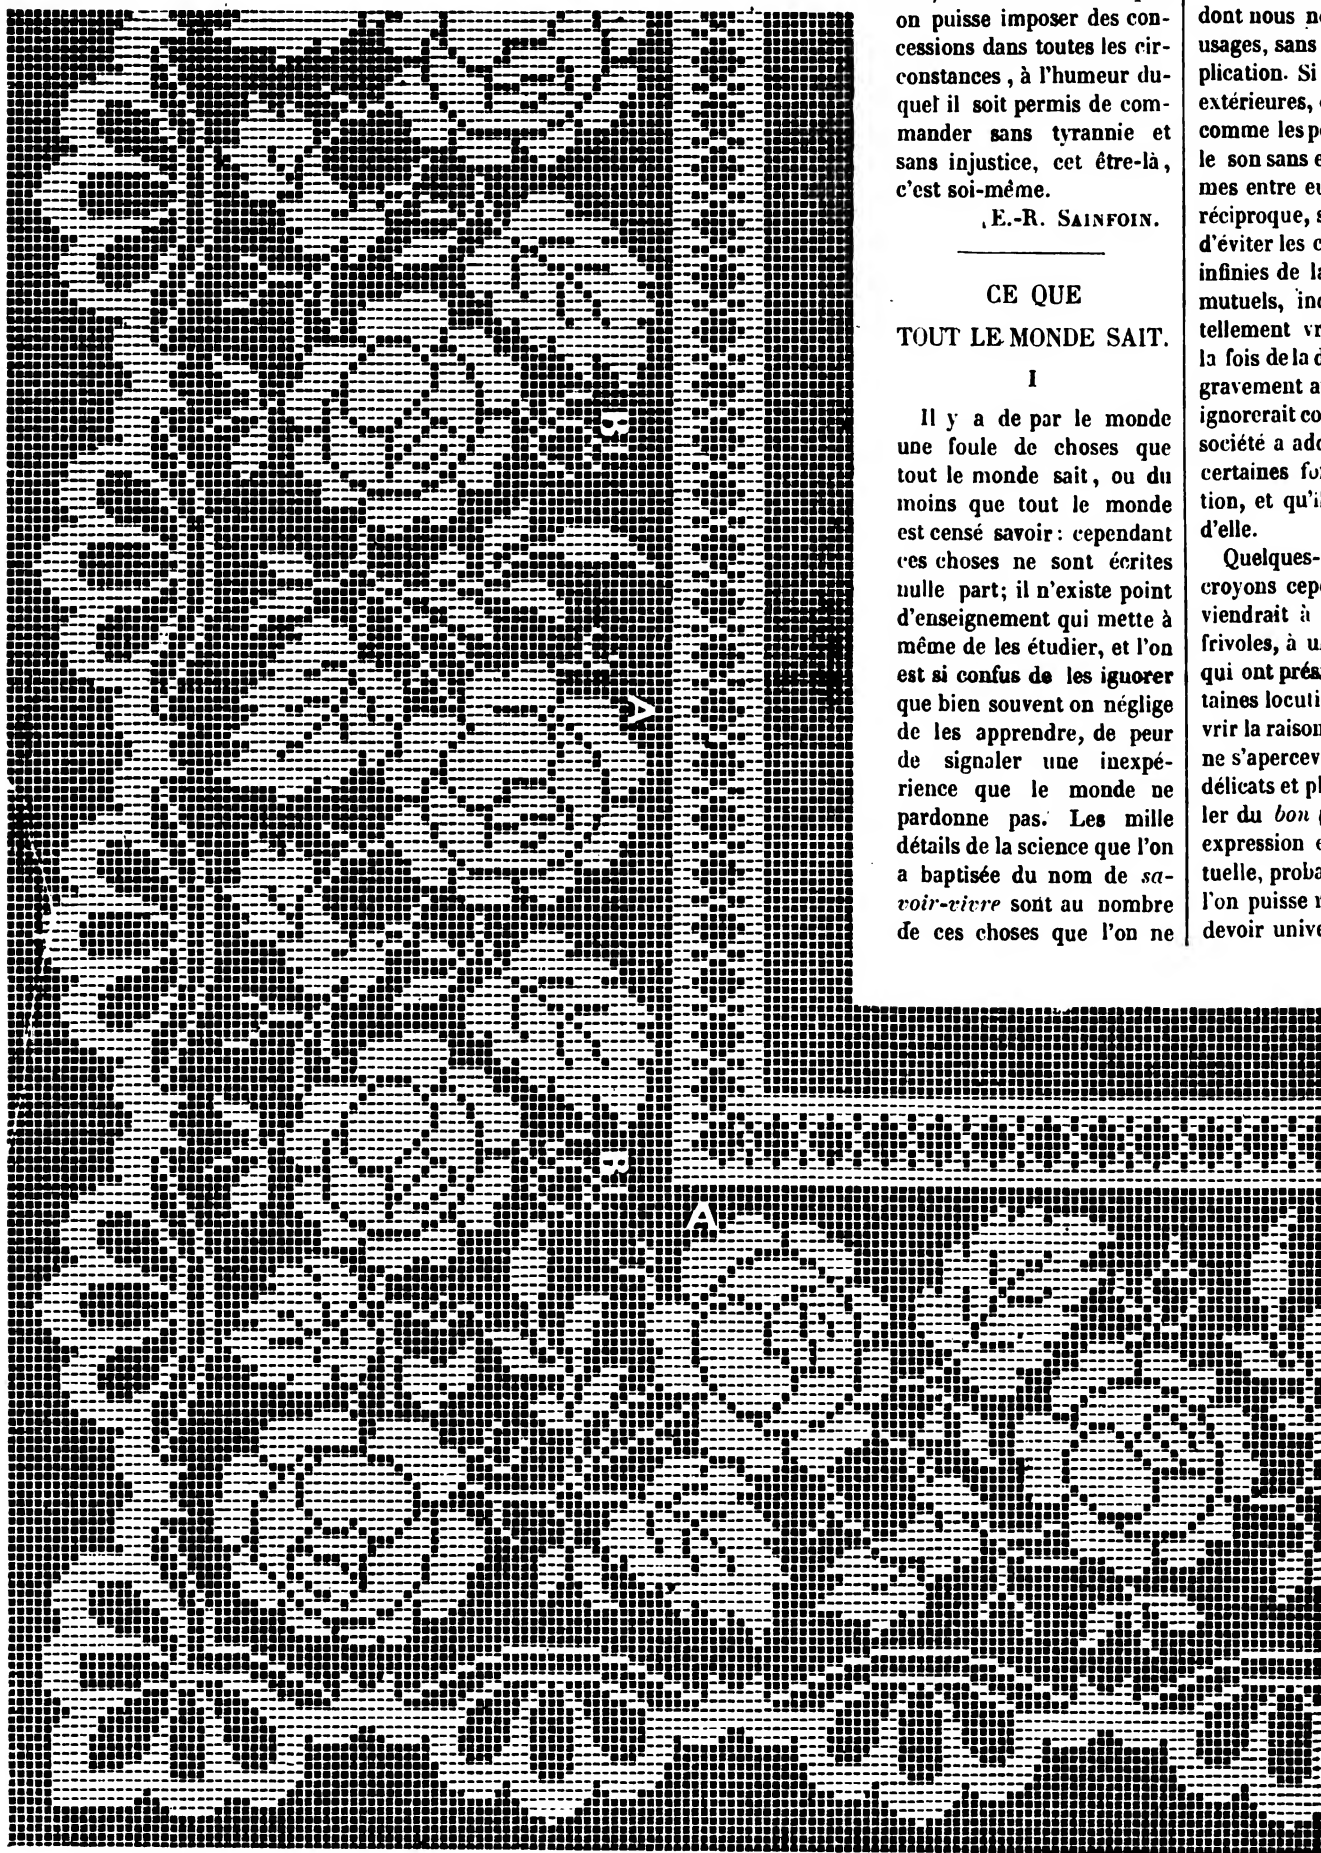 on puisse imposer des con-
cessions dans toutes les cir-
constances, à l'humeur du-
quel il soit permis de com-
mander sans tyrannie et
sans injustice, cet être-là,
c'est soi-même.
E.-R. SAINFOIN.
CE QUE
TOUT LE MONDE SAIT.
I
Il y a de par le monde
une foule de choses que
tout le monde sait, ou du
moins que tout le monde
est censé savoir : cependant
ces choses ne sont écrites
nulle part; il n'existe point
d'enseignement qui mette à
même de les étudier, et l'on
est si confus de les ignorer
que bien souvent on néglige
de les apprendre, de peur
de signaler une inexpé-
rience que le monde ne
pardonne pas. Les mille
détails de la science que l'on
a baptisée du nom de sa-
voir-vivre sont au nombre
de ces choses que l'on ne
dont nous
usages, sans
plication. Si
extérieures,
comme les
le son sans
mes entre
réciproque,
d'éviter les
infinies de
mutuels,
tellement
la fois de la
gravement
ignorerait
société a
certaines
tion, et
d'elle.
Quelques-
croyons
viendrait à
frivoles, à
qui ont
taines
vrir la raison
ne
délicats et
ler du bon
expression
tuelle,
l'on puisse
devoir
B
A
B
A